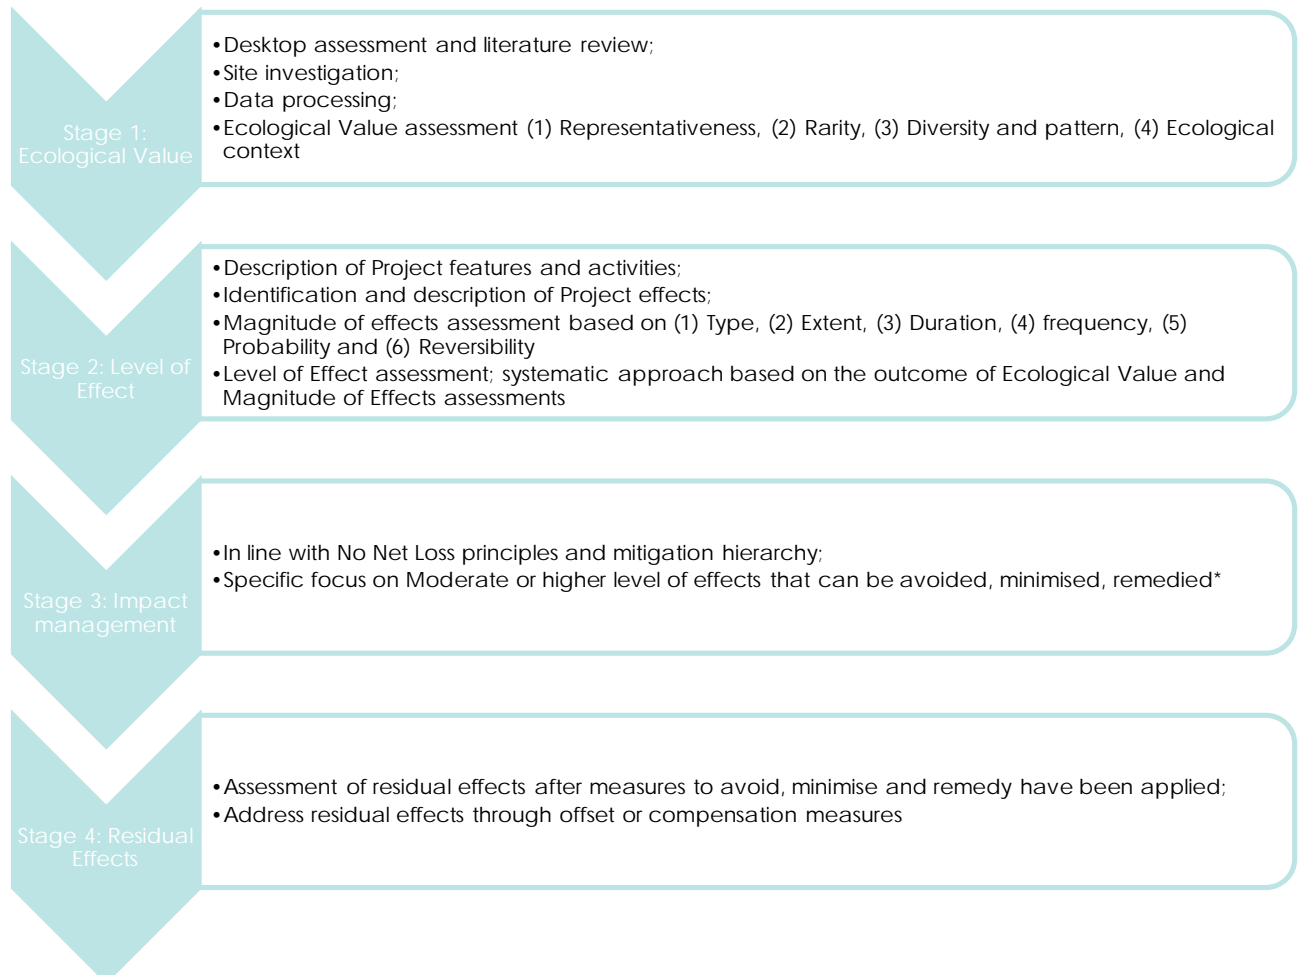 Stage 1:
Ecological Value
•Desktop assessment and literature review;
•Site investigation;
•Data processing;
•Ecological Value assessment (1) Representativeness, (2) Rarity, (3) Diversity and pattern, (4) Ecological
context
Stage 2: Level of
Effect
•Description of Project features and activities;
•Identification and description of Project effects;
•Magnitude of effects assessment based on (1) Type, (2) Extent, (3) Duration, (4) frequency, (5)
Probability and (6) Reversibility
•Level of Effect assessment; systematic approach based on the outcome of Ecological Value and
Magnitude of Effects assessments
Stage 3: Impact
management
•In line with No Net Loss principles and mitigation hierarchy;
•Specific focus on Moderate or higher level of effects that can be avoided, minimised, remedied*
Stage 4: Residual
Effects
•Assessment of residual effects after measures to avoid, minimise and remedy have been applied;
•Address residual effects through offset or compensation measures